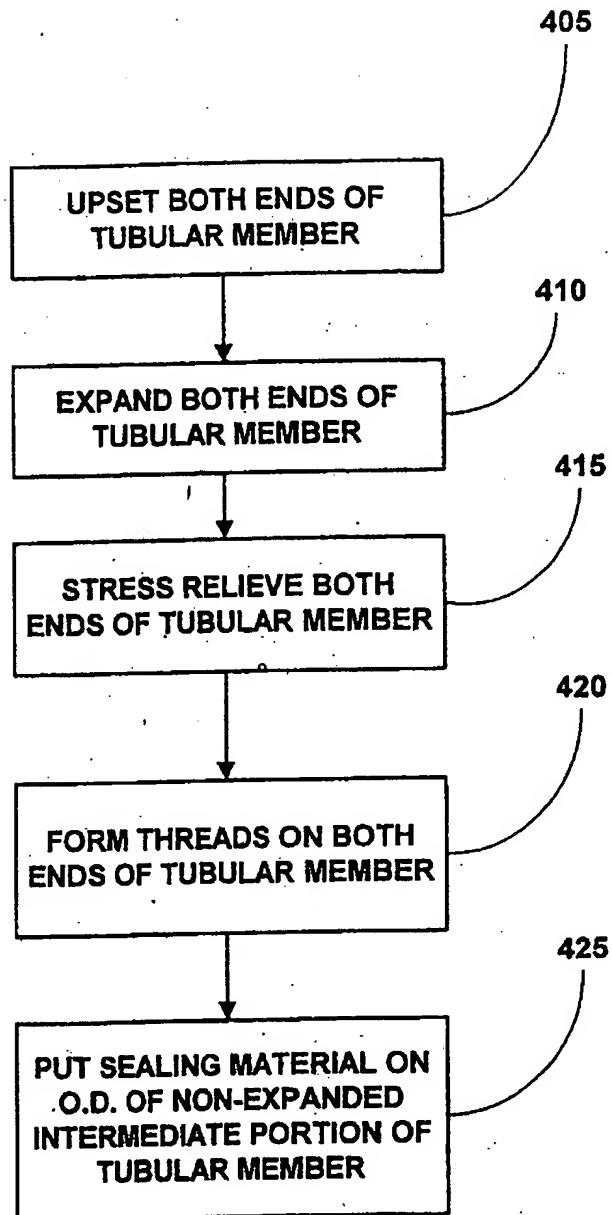 405
UPSET BOTH ENDS OF
TUBULAR MEMBER
410
EXPAND BOTH ENDS OF
TUBULAR MEMBER
415
STRESS RELIEVE BOTH
ENDS OF TUBULAR MEMBER
420
FORM THREADS ON BOTH
ENDS OF TUBULAR MEMBER
425
PUT SEALING MATERIAL ON
O.D. OF NON-EXPANDED
INTERMEDIATE PORTION OF
TUBULAR MEMBER